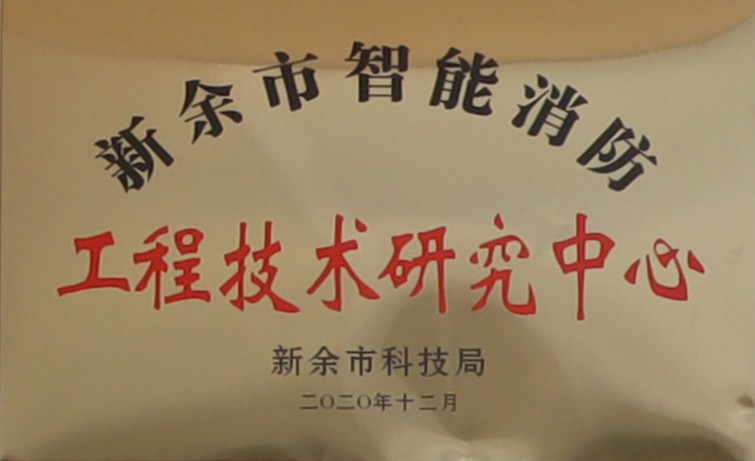 新余市智能消防
工程技术研究中心
新余市科技局
二〇二〇年十二月